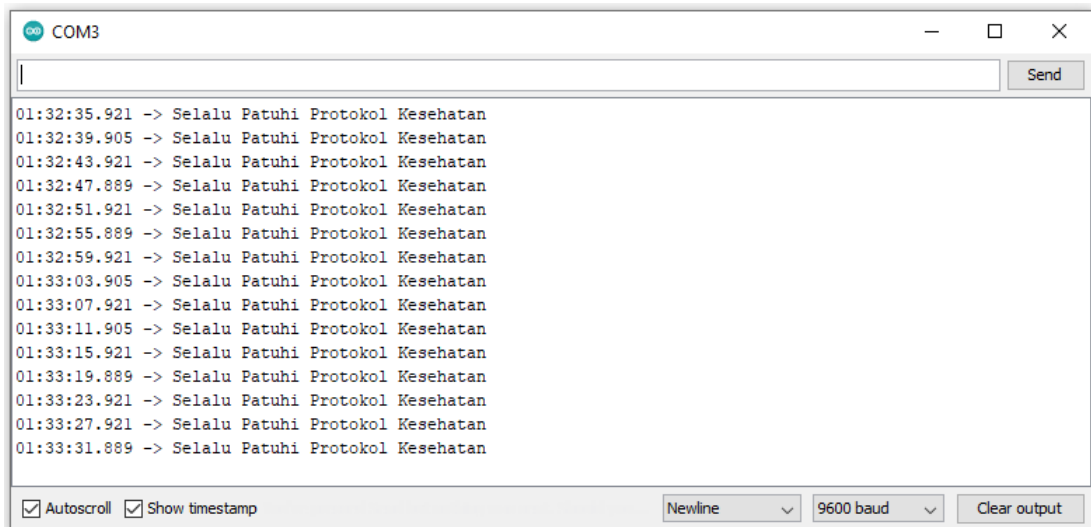 COM3
Send
01:32:35.921 -> Selalu Patuhi Protokol Kesehatan
01:32:39.905 -> Selalu Patuhi Protokol Kesehatan
01:32:43.921 -> Selalu Patuhi Protokol Kesehatan
01:32:47.889 -> Selalu Patuhi Protokol Kesehatan
01:32:51.921 -> Selalu Patuhi Protokol Kesehatan
01:32:55.889 -> Selalu Patuhi Protokol Kesehatan
01:32:59.921 -> Selalu Patuhi Protokol Kesehatan
01:33:03.905 -> Selalu Patuhi Protokol Kesehatan
01:33:07.921 -> Selalu Patuhi Protokol Kesehatan
01:33:11.905 -> Selalu Patuhi Protokol Kesehatan
01:33:15.921 -> Selalu Patuhi Protokol Kesehatan
01:33:19.889 -> Selalu Patuhi Protokol Kesehatan
01:33:23.921 -> Selalu Patuhi Protokol Kesehatan
01:33:27.921 -> Selalu Patuhi Protokol Kesehatan
01:33:31.889 -> Selalu Patuhi Protokol Kesehatan
Autoscroll Show timestamp Newline 9600 baud Clear output